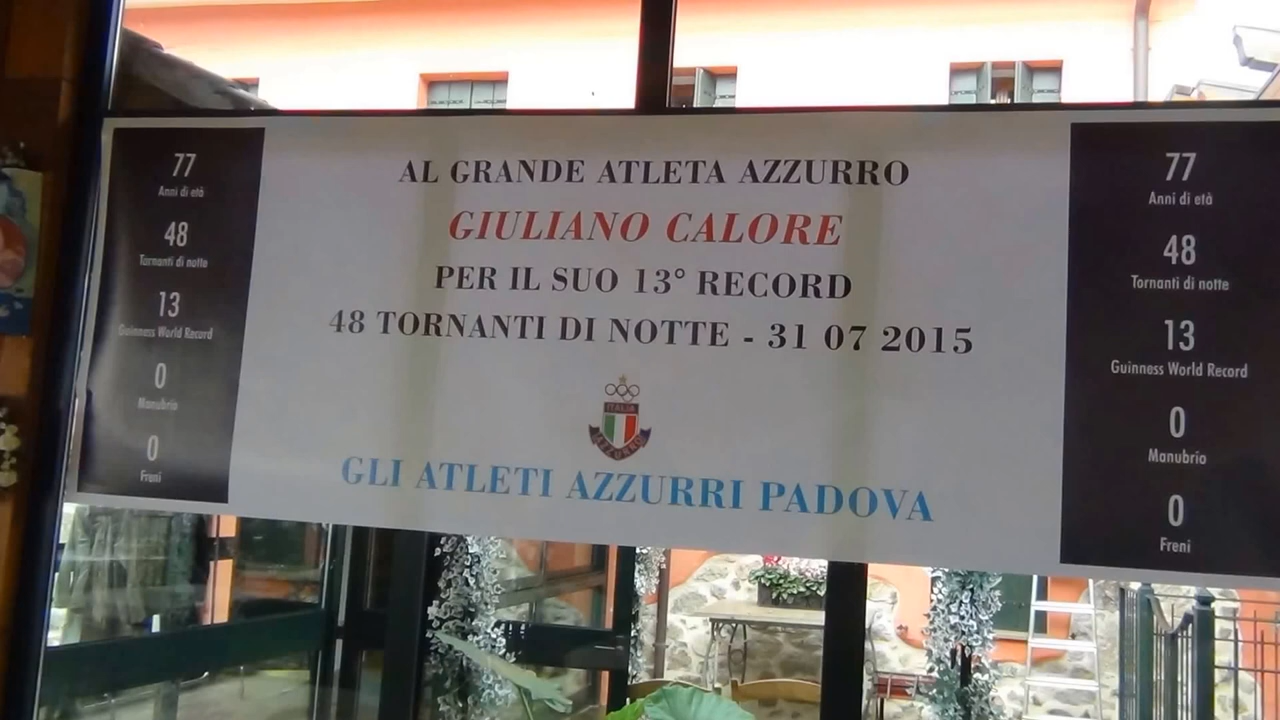 77
Anni di età
48
Tornanti di notte
13
Guinness World Record
0
Manubrio
0
Freni
AL GRANDE ATLETA AZZURRO
GIULIANO CALORE
PER IL SUO 13° RECORD
48 TORNANTI DI NOTTE - 31 07 2015
ITALIA
AZZURRO
GLI ATLETI AZZURRI PADOVA
77
Anni di età
48
Tornanti di notte
13
Guinness World Record
0
Manubrio
0
Freni